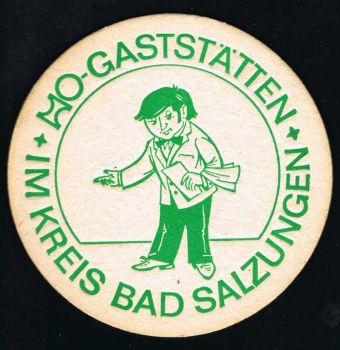 HO-GASTSTÄTTEN
IM KREIS BAD SALZUNGEN